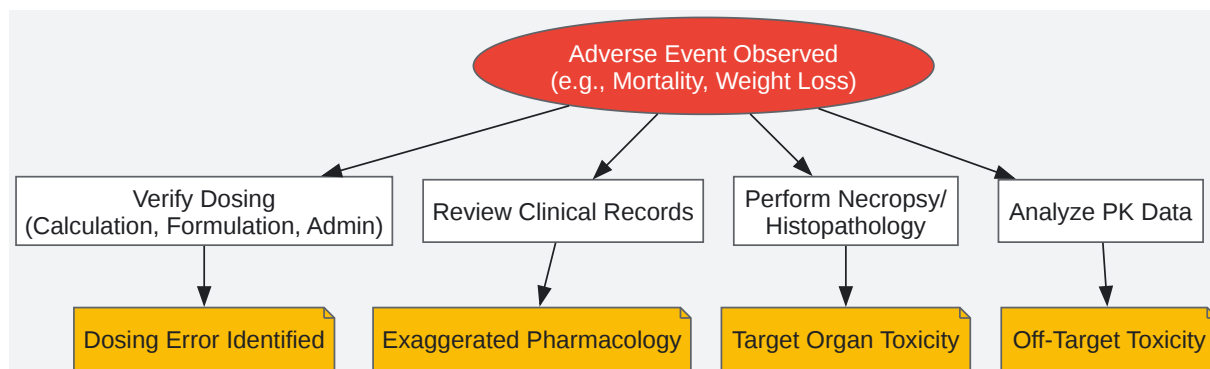 Adverse Event Observed
(e.g., Mortality, Weight Loss)
Verify Dosing
(Calculation, Formulation, Admin)
Review Clinical Records
Perform Necropsy/
Histopathology
Analyze PK Data
Dosing Error Identified
Exaggerated Pharmacology
Target Organ Toxicity
Off-Target Toxicity